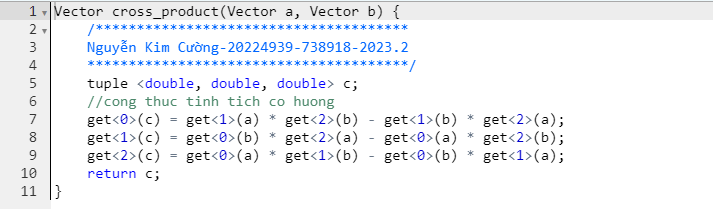 1 Vector cross_product(Vector a, Vector b) {
2     /***************************************
3     Nguyễn Kim Cường-20224939-738918-2023.2
4     ****************************************/
5     tuple <double, double, double> c;
6     //cong thuc tinh tich co huong
7     get<0>(c) = get<1>(a) * get<2>(b) - get<1>(b) * get<2>(a);
8     get<1>(c) = get<0>(b) * get<2>(a) - get<0>(a) * get<2>(b);
9     get<2>(c) = get<0>(a) * get<1>(b) - get<0>(b) * get<1>(a);
10     return c;
11 }